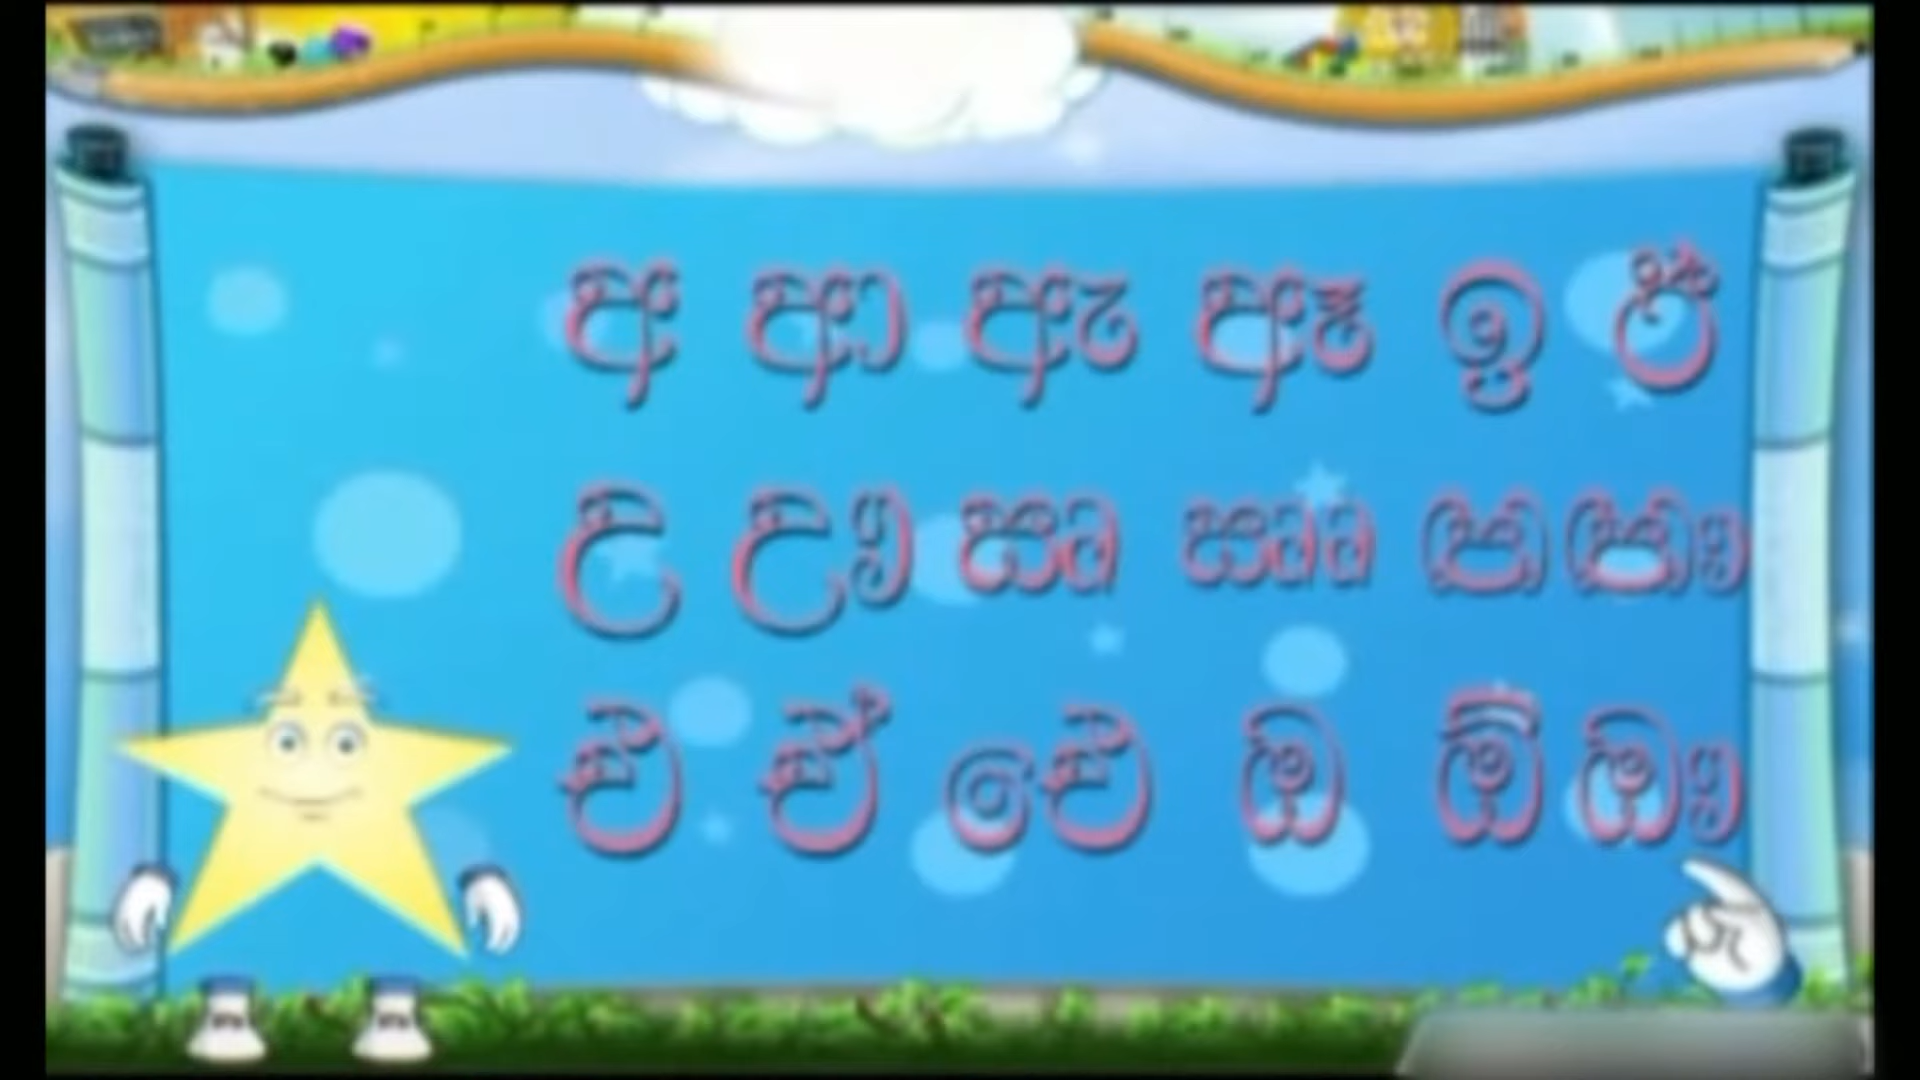 අ ආ ඇ ඈ ඉ ඊ
උ ඌ ඍ ඎ ඏ ඐ
එ ඒ ඓ ඔ ඕ ඖ